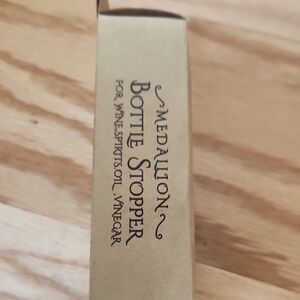 ~MEDALLION~
BOTTLE STOPPER
FOR WINE, SPIRITS, OIL, VINEGAR